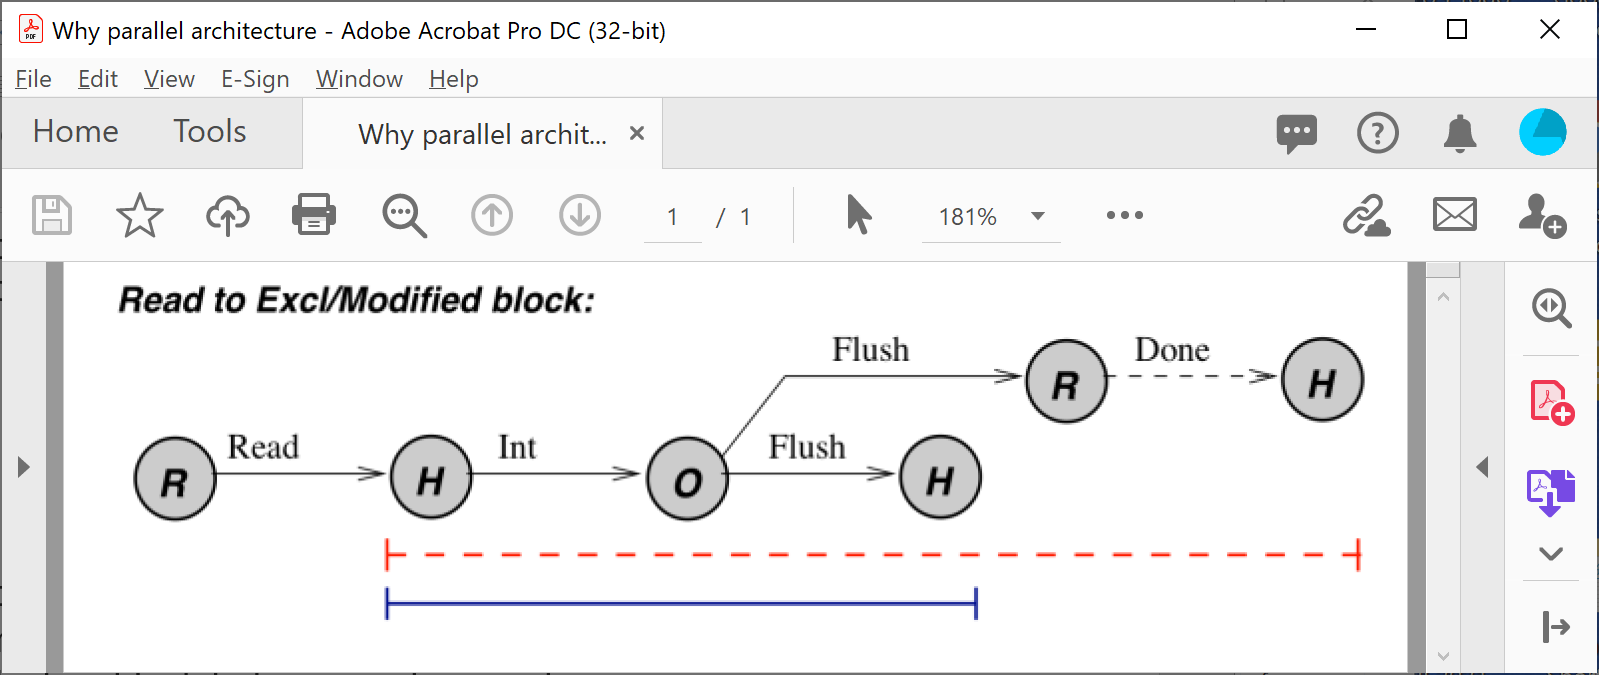 Why parallel architecture - Adobe Acrobat Pro DC (32-bit)
File Edit View E-Sign Window Help
Home Tools Why parallel archit... ×
1 / 1 181%
Read to Excl/Modified block:
Flush Done
R H
Read Int Flush
R H O H